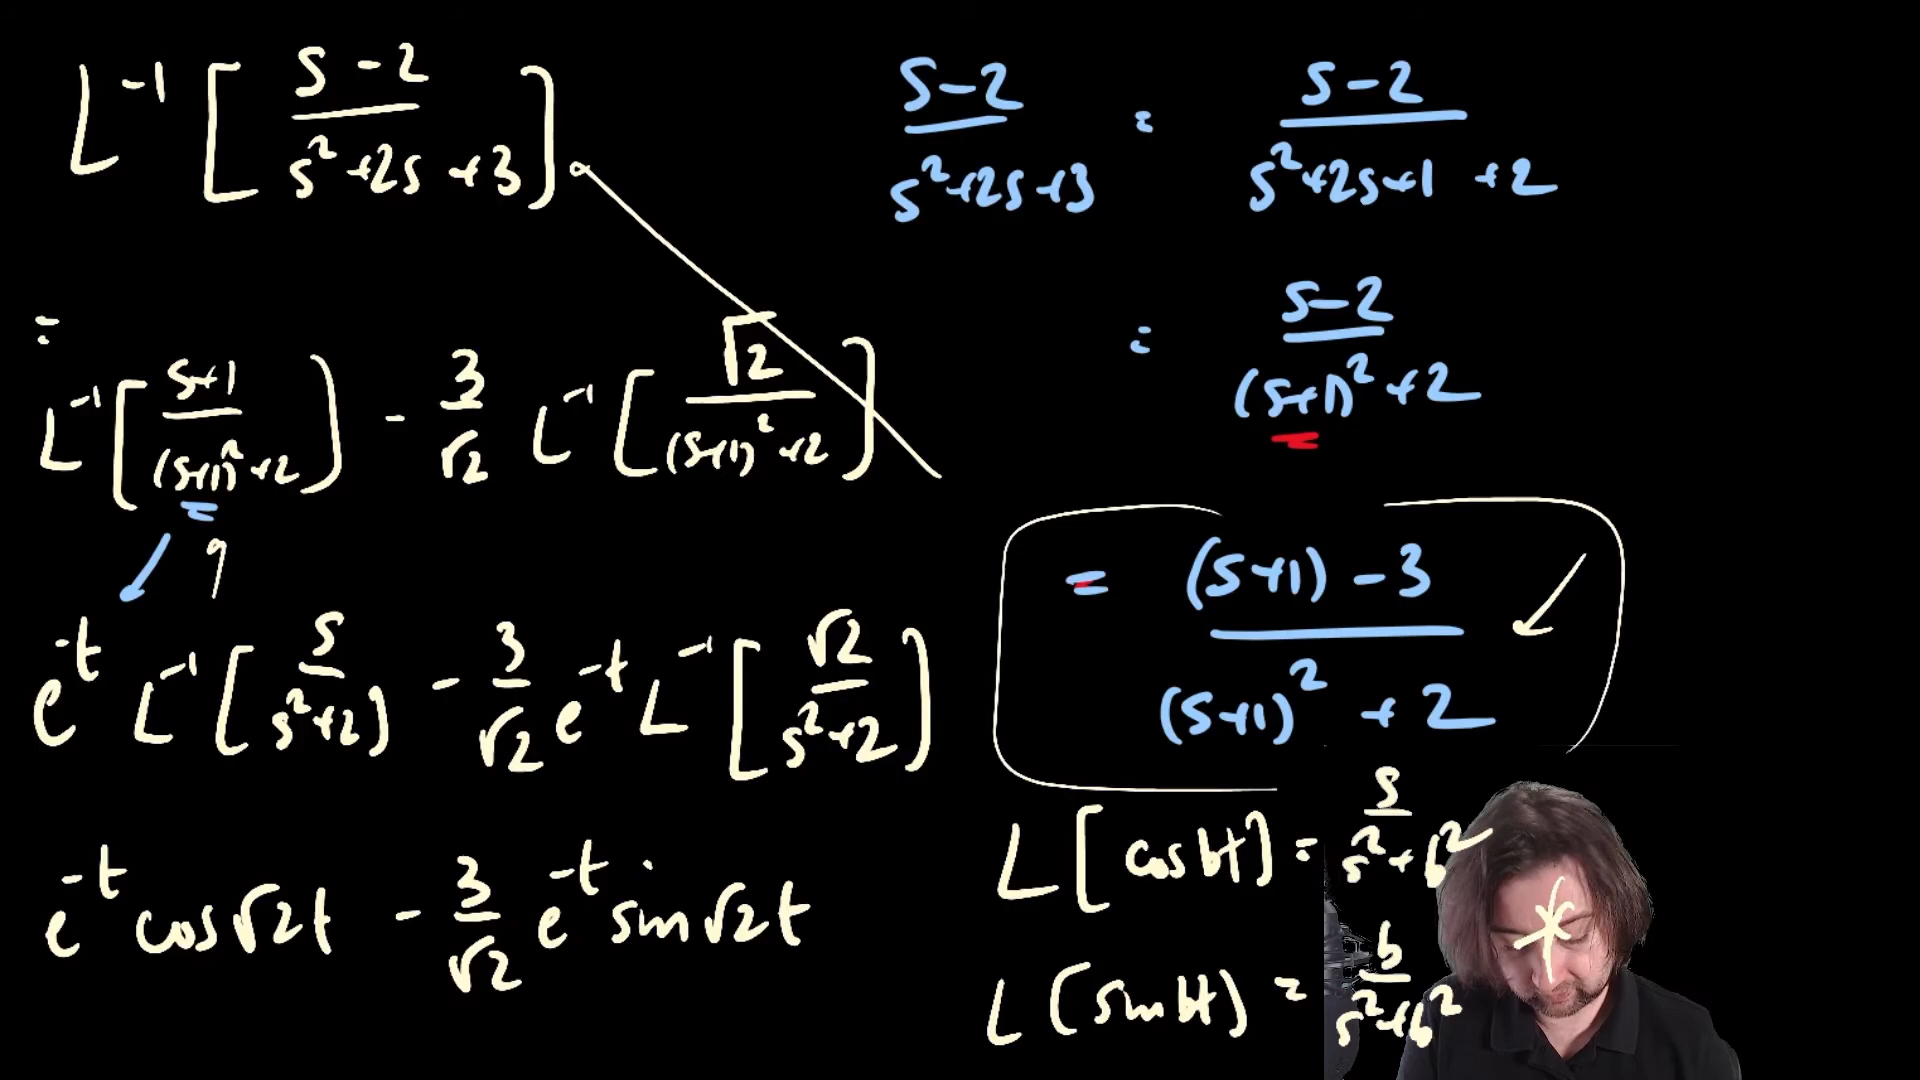 L⁻¹ [ (s-2)/(s²+2s+3) ]
= L⁻¹ [ (s+1)/((s+1)²+2) ] - 3/√2 L⁻¹ [ √2/((s+1)²+2) ]
e⁻ᵗ L⁻¹ [ s/(s²+2) ] - 3/√2 e⁻ᵗ L⁻¹ [ √2/(s²+2) ]
e⁻ᵗ cos√2t - 3/√2 e⁻ᵗ sin√2t
(s-2)/(s²+2s+3) = (s-2)/(s²+2s+1 +2)
= (s-2)/((s+1)²+2)
= ((s+1) - 3)/((s+1)² + 2)
L[cos bt] = s/(s²+b²)
L(sin bt) = b/(s²+b²)